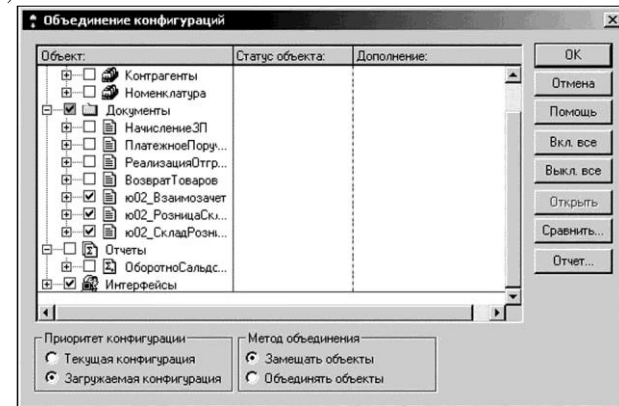 Объединение конфигураций
Объект: Статус объекта: Дополнение:
Контрагенты
Номенклатура
Документы
НачислениеЗП
ПлатежноеПору...
РеализацияОтгр...
ВозвратТоваров
ю02_Взаимозачет
ю02_РозницаСкл...
ю02_СкладРозни...
Отчеты
ОборотноСальдс...
Интерфейсы
OK
Отмена
Помощь
Вкл. все
Выкл. все
Открыть
Сравнить...
Отчет...
Приоритет конфигурации
Текущая конфигурация
Загружаемая конфигурация
Метод объединения
Замещать объекты
Объединять объекты